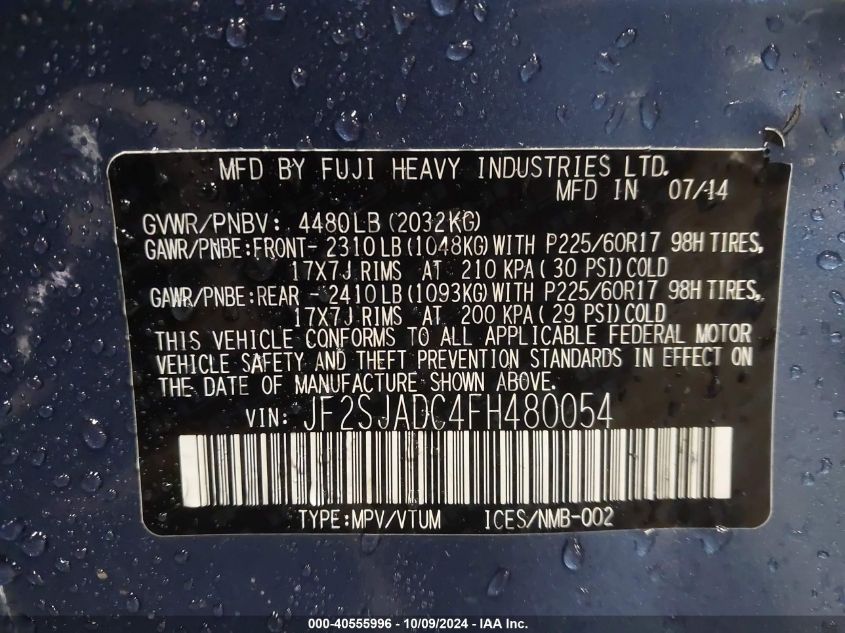 MFD BY FUJI HEAVY INDUSTRIES LTD.
MFD IN 07/14
GVWR/PNBV: 4480LB (2032KG)
GAWR/PNBE:FRONT- 2310LB (1048KG) WITH P225/60R17 98H TIRES,
17X7J RIMS AT 210 KPA (30 PSI) COLD
GAWR/PNBE:REAR - 2410LB (1093KG) WITH P225/60R17 98H TIRES,
17X7J RIMS AT 200 KPA (29 PSI) COLD
THIS VEHICLE CONFORMS TO ALL APPLICABLE FEDERAL MOTOR
VEHICLE SAFETY AND THEFT PREVENTION STANDARDS IN EFFECT ON
THE DATE OF MANUFACTURE SHOWN ABOVE.
VIN: JF2SJADC4FH480054
TYPE:MPV/VTUM ICES/NMB-002
000-40555996 - 10/09/2024 - IAA Inc.